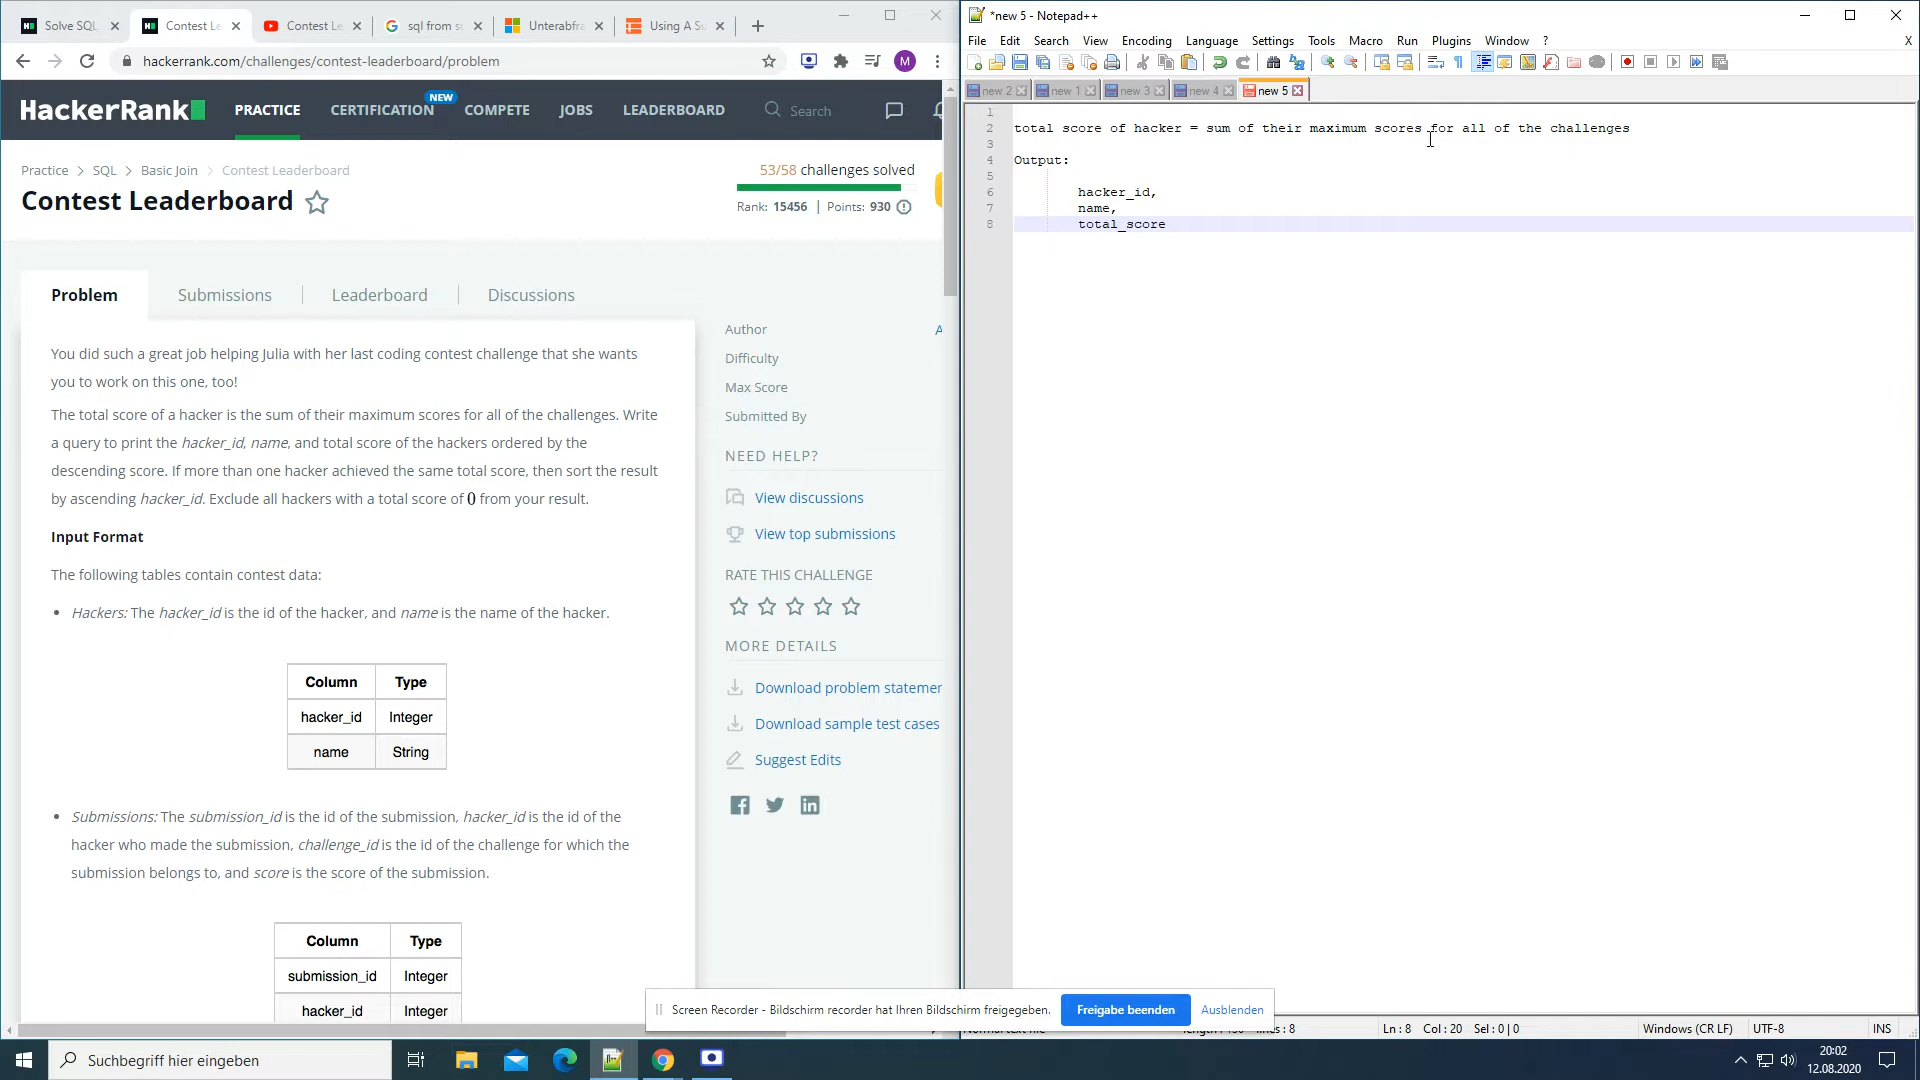 Solve SQL
Contest Le
Contest Le
sql from su
Unterabfra
Using A Su
hackerrank.com/challenges/contest-leaderboard/problem
M
HackerRank
PRACTICE
CERTIFICATION
NEW
COMPETE
JOBS
LEADERBOARD
Search
Practice > SQL > Basic Join > Contest Leaderboard
Contest Leaderboard
53/58 challenges solved
Rank: 15456 | Points: 930
Problem
Submissions
Leaderboard
Discussions
You did such a great job helping Julia with her last coding contest challenge that she wants
you to work on this one, too!
The total score of a hacker is the sum of their maximum scores for all of the challenges. Write
a query to print the hacker_id, name, and total score of the hackers ordered by the
descending score. If more than one hacker achieved the same total score, then sort the result
by ascending hacker_id. Exclude all hackers with a total score of 0 from your result.
Input Format
The following tables contain contest data:
• Hackers: The hacker_id is the id of the hacker, and name is the name of the hacker.
Column Type
hacker_id Integer
name String
• Submissions: The submission_id is the id of the submission, hacker_id is the id of the
hacker who made the submission, challenge_id is the id of the challenge for which the
submission belongs to, and score is the score of the submission.
Column Type
submission_id Integer
hacker_id Integer
Author
A
Difficulty
Max Score
Submitted By
NEED HELP?
View discussions
View top submissions
RATE THIS CHALLENGE
MORE DETAILS
Download problem statemen
Download sample test cases
Suggest Edits
*new 5 - Notepad++
File Edit Search View Encoding Language Settings Tools Macro Run Plugins Window ?
X
new 2
new 1
new 3
new 4
new 5
1
2 total score of hacker = sum of their maximum scores for all of the challenges
3
4 Output:
5
6 hacker_id,
7 name,
8 total_score
Screen Recorder - Bildschirm recorder hat Ihren Bildschirm freigegeben.
Freigabe beenden
Ausblenden
Ln : 8 Col : 20 Sel : 0 | 0
Windows (CR LF)
UTF-8
INS
Suchbegriff hier eingeben
20:02
12.08.2020